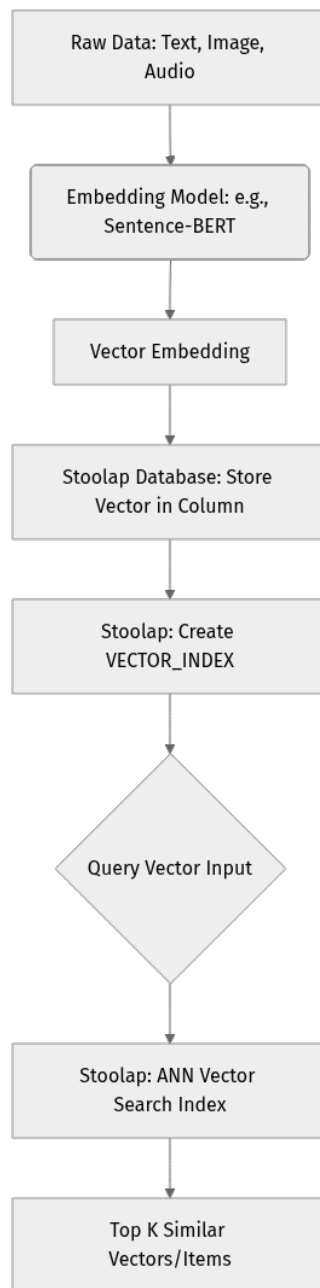 Raw Data: Text, Image,
Audio
Embedding Model: e.g.,
Sentence-BERT
Vector Embedding
Stoolap Database: Store
Vector in Column
Stoolap: Create
VECTOR_INDEX
Query Vector Input
Stoolap: ANN Vector
Search Index
Top K Similar
Vectors/Items